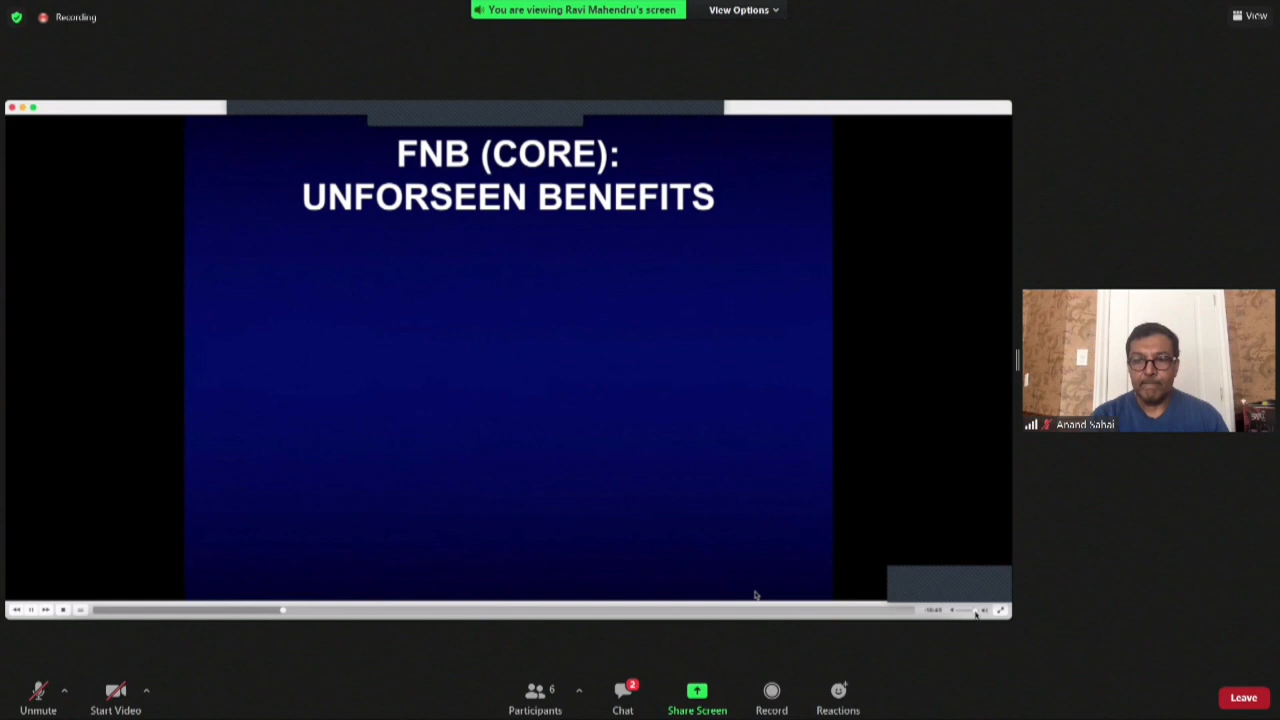 Recording
You are viewing Ravi Mahendru's screen
View Options
View
FNB (CORE):
UNFORSEEN BENEFITS
Anand Sahai
Unmute
Start Video
6
Participants
2
Chat
Share Screen
Record
Reactions
Leave